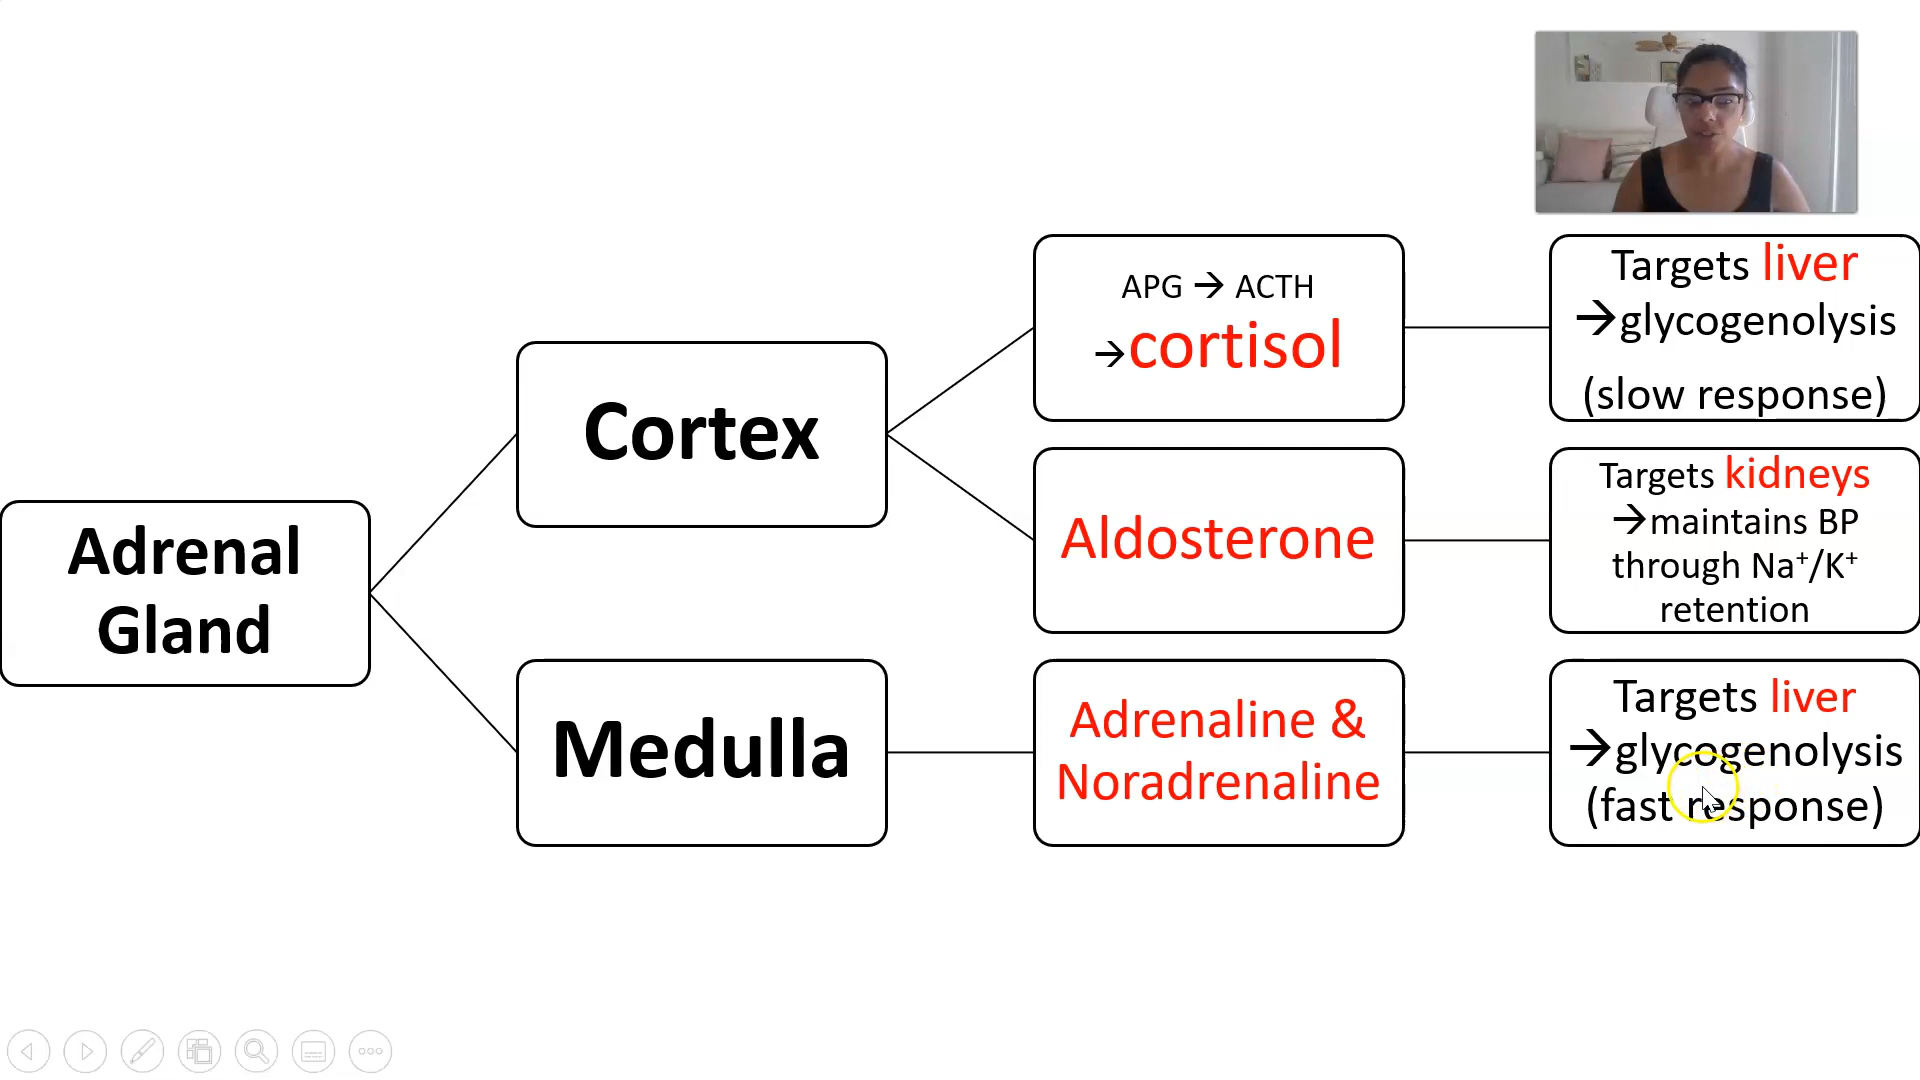 Adrenal
Gland
Cortex
Medulla
APG → ACTH
→cortisol
Aldosterone
Adrenaline &
Noradrenaline
Targets liver
→glycogenolysis
(slow response)
Targets kidneys
→maintains BP
through Na⁺/K⁺
retention
Targets liver
→glycogenolysis
(fast response)